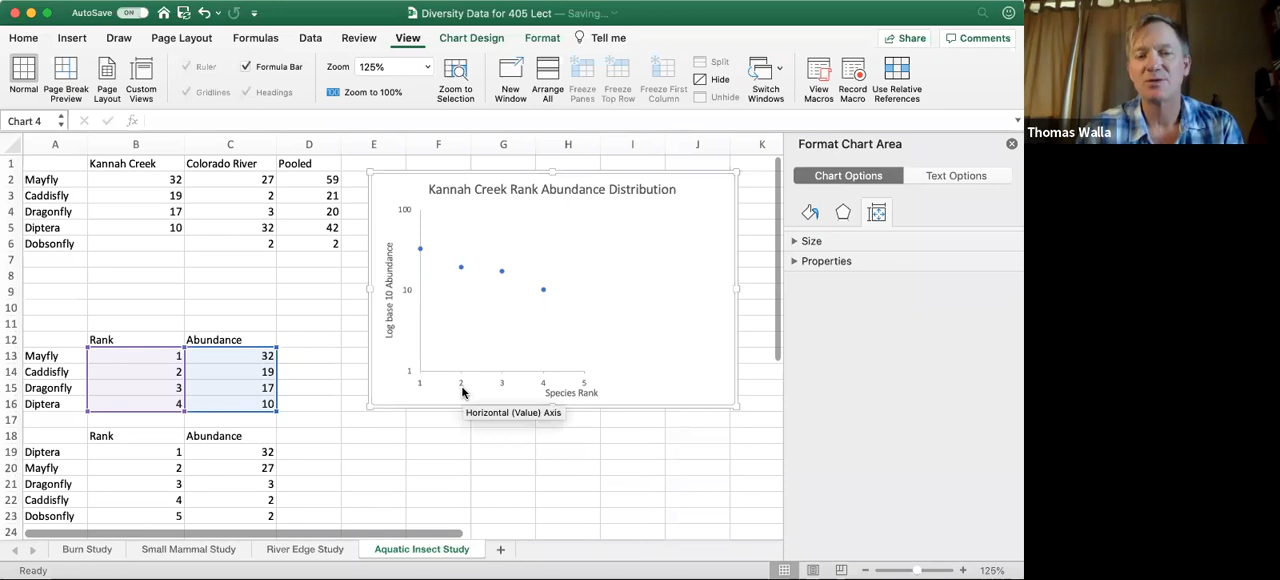 AutoSave ON Diversity Data for 405 Lect — Saving...
Home Insert Draw Page Layout Formulas Data Review View Chart Design Format Tell me Share Comments
Normal Page Break Preview Page Layout Custom Views Ruler Formula Bar Gridlines Headings Zoom 125% Zoom to 100% Zoom to Selection New Window Arrange All Freeze Panes Freeze Top Row Freeze First Column Split Hide Unhide Switch Windows View Macros Record Macro Use Relative References
Chart 4 fx
A B C D E F G H I J K
1 Kannah Creek Colorado River Pooled
2 Mayfly 32 27 59
3 Caddisfly 19 2 21
4 Dragonfly 17 3 20
5 Diptera 10 32 42
6 Dobsonfly 2 2
7
8
9
10
11
12 Rank Abundance
13 Mayfly 1 32
14 Caddisfly 2 19
15 Dragonfly 3 17
16 Diptera 4 10
17
18 Rank Abundance
19 Diptera 1 32
20 Mayfly 2 27
21 Dragonfly 3 3
22 Caddisfly 4 2
23 Dobsonfly 5 2
24
Kannah Creek Rank Abundance Distribution
100
Log base 10 Abundance
10
1
1 2 3 4 5
Species Rank
Horizontal (Value) Axis
Format Chart Area
Chart Options Text Options
Size
Properties
Thomas Walla
Burn Study Small Mammal Study River Edge Study Aquatic Insect Study +
Ready 125%